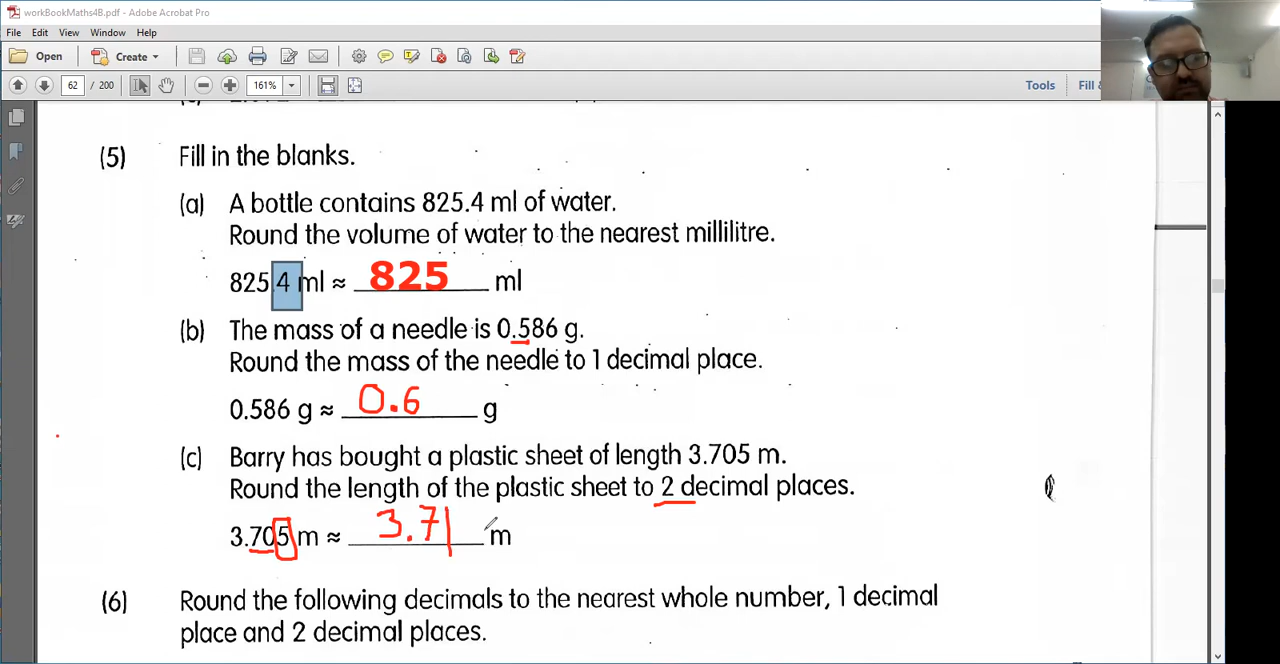 workBookMaths4B.pdf - Adobe Acrobat Pro
File Edit View Window Help
Open Create
62 / 200 161% Tools Fill &
(5) Fill in the blanks.
(a) A bottle contains 825.4 ml of water.
Round the volume of water to the nearest millilitre.
825.4 ml ≈ 825 ml
(b) The mass of a needle is 0.586 g.
Round the mass of the needle to 1 decimal place.
0.586 g ≈ 0.6 g
(c) Barry has bought a plastic sheet of length 3.705 m.
Round the length of the plastic sheet to 2 decimal places.
3.705 m ≈ 3.71 m
(6) Round the following decimals to the nearest whole number, 1 decimal
place and 2 decimal places.